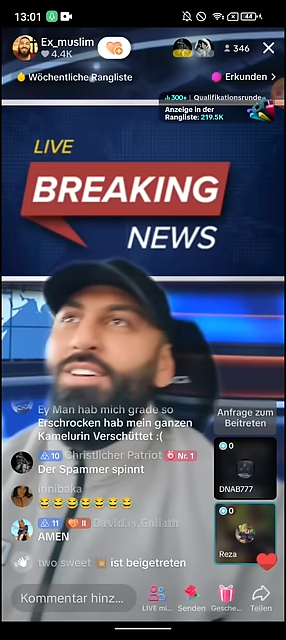 13:01
44
Ex_muslim
4.4K
346
Wöchentliche Rangliste
Erkunden
300+ | Qualifikationsrunde
Anzeige in der
Rangliste: 219.5K
LIVE
BREAKING
NEWS
Ey Man hab mich grade so
Erschrocken hab mein ganzen
Kamelurin Verschüttet :(
Anfrage zum
Beitreten
10 Christlicher Patriot Nr. 1
Der Spammer spinnt
0
DNAB777
irinibaka
😂😂😂😂😂😂😂
11 II David.vs.Goliath
AMEN
0
Reza
two sweet 💥 ist beigetreten
Kommentar hinz...
LIVE mi...
Senden
Gesche...
Teilen